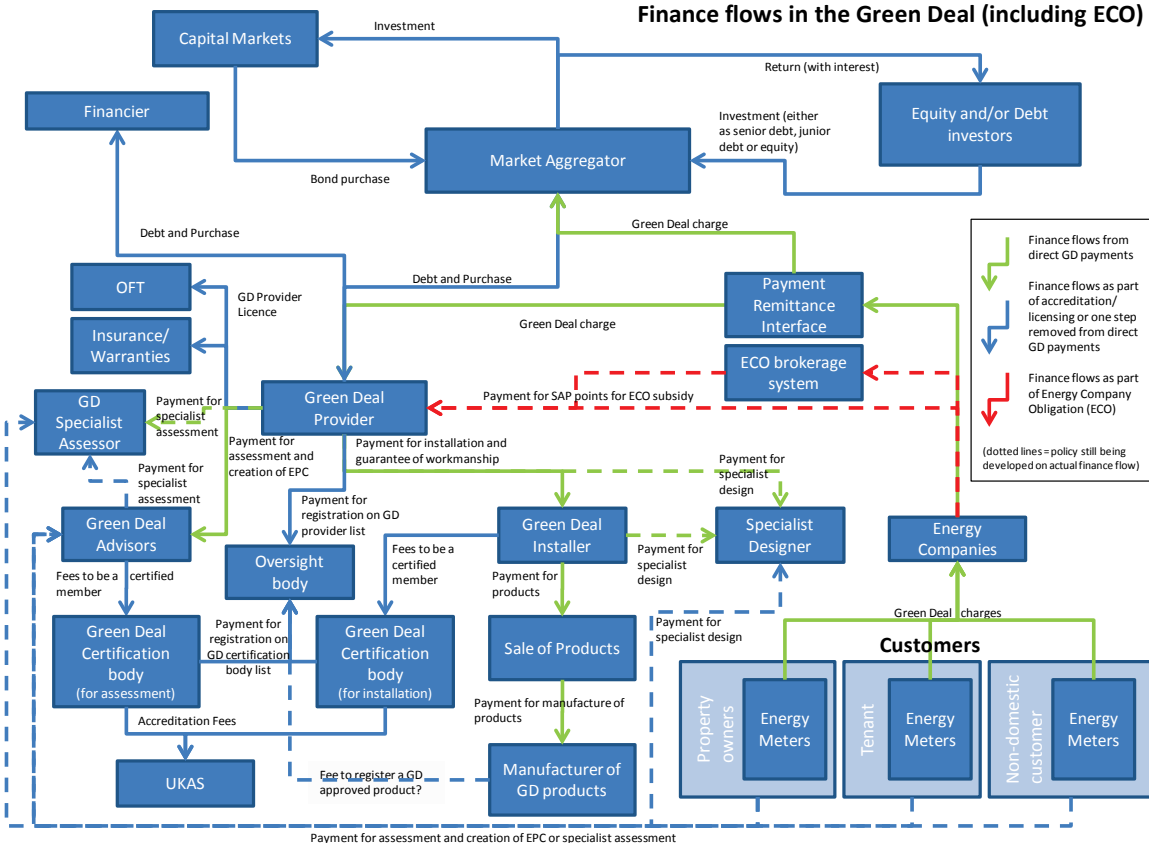 Finance flows in the Green Deal (including ECO)
Capital Markets
Investment
Return (with interest)
Financier
Equity and/or Debt
investors
Investment (either
as senior debt, junior
debt or equity)
Market Aggregator
Bond purchase
Green Deal charge
Debt and Purchase
Debt and Purchase
OFT
GD Provider
Licence
Payment
Remittance
Interface
Green Deal charge
Insurance/
Warranties
ECO brokerage
system
Finance flows from
direct GD payments
Finance flows as part
of accreditation/
licensing or one step
removed from direct
GD payments
Finance flows as part
of Energy Company
Obligation (ECO)
(dotted lines = policy still being
developed on actual finance flow)
GD
Specialist
Assessor
Payment for
specialist
assessment
Green Deal
Provider
Payment for SAP points for ECO subsidy
Payment for
assessment and
creation of EPC
Payment for installation and
guarantee of workmanship
Payment for
specialist
assessment
Payment for
specialist
design
Payment for
registration on GD
provider list
Green Deal
Advisors
Green Deal
Installer
Specialist
Designer
Energy
Companies
Oversight
body
Fees to be a
certified member
Payment for
specialist
design
Fees to be a certified
member
Payment for
products
Green Deal charges
Payment for
specialist design
Customers
Green Deal
Certification
body
(for assessment)
Payment for
registration on
GD certification
body list
Green Deal
Certification
body
(for installation)
Sale of Products
Property
owners
Energy
Meters
Tenant
Energy
Meters
Non-domestic
customer
Energy
Meters
Payment for manufacture of
products
Accreditation Fees
UKAS
Fee to register a GD
approved product?
Manufacturer of
GD products
Payment for assessment and creation of EPC or specialist assessment